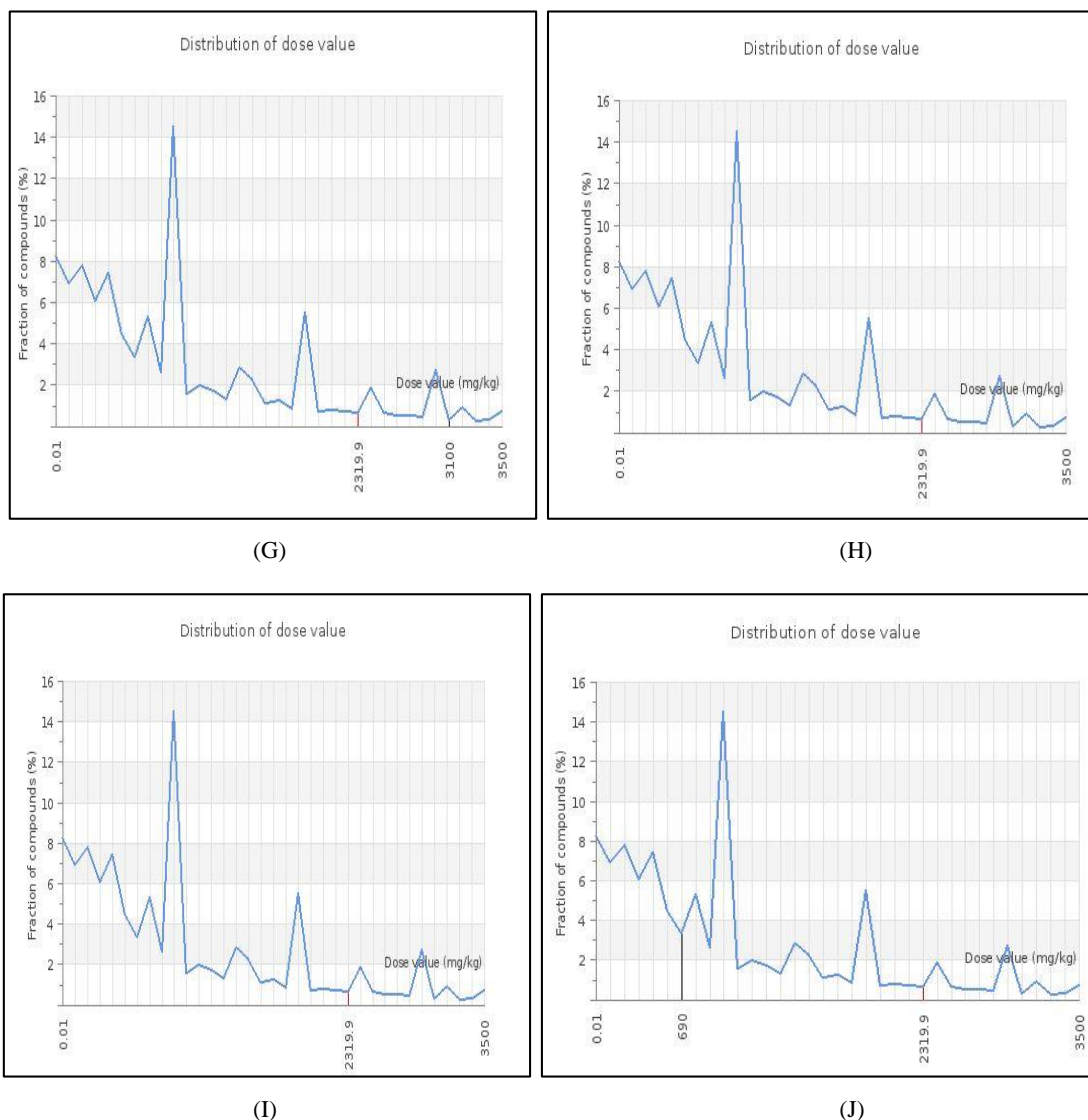 Distribution of dose value
16
14
12
10
8
6
4
2
Fraction of compounds (%)
Dose value (mg/kg)
0.01
2319.9
3100
3500
(G)
Distribution of dose value
16
14
12
10
8
6
4
2
Fraction of compounds (%)
Dose value (mg/kg)
0.01
2319.9
3500
(H)
Distribution of dose value
16
14
12
10
8
6
4
2
Fraction of compounds (%)
Dose value (mg/kg)
0.01
2319.9
3500
(I)
Distribution of dose value
16
14
12
10
8
6
4
2
Fraction of compounds (%)
Dose value (mg/kg)
0.01
690
2319.9
3500
(J)